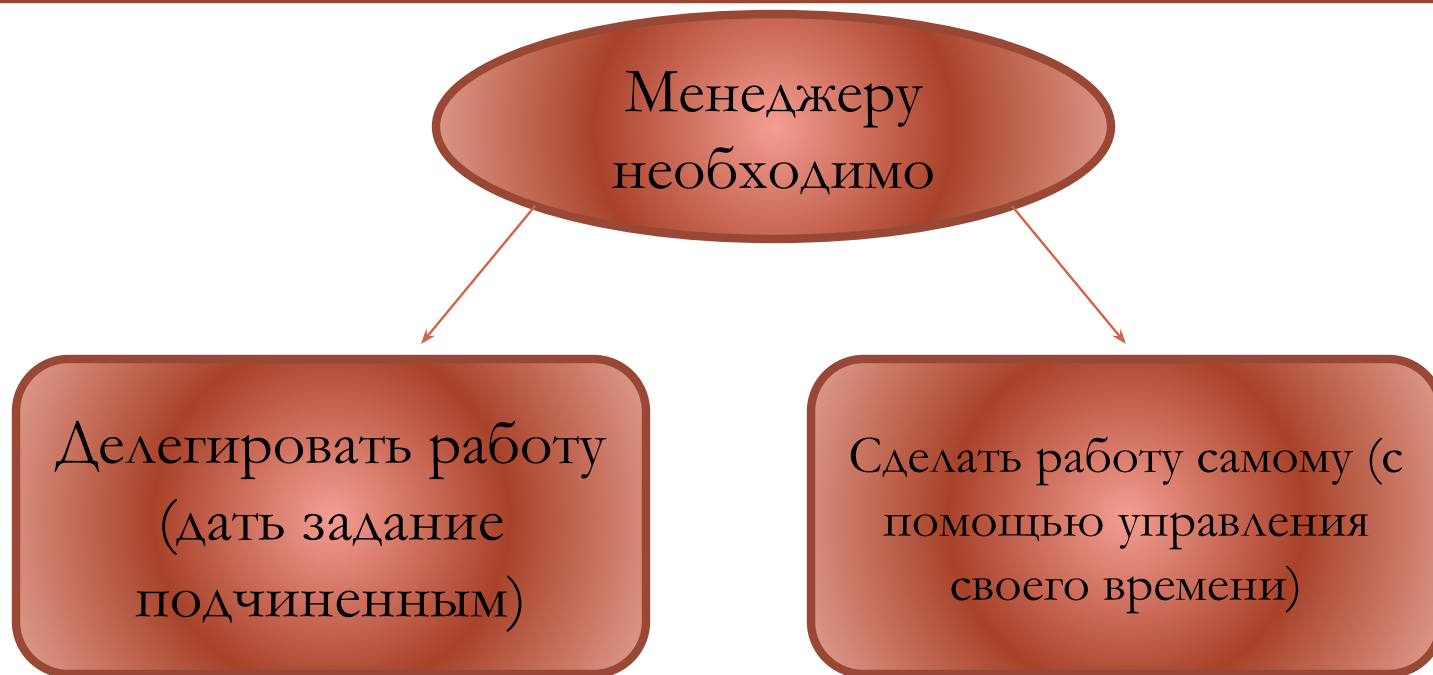 Менеджеру
необходимо
Делегировать работу
(дать задание
подчиненным)
Сделать работу самому (с
помощью управления
своего времени)